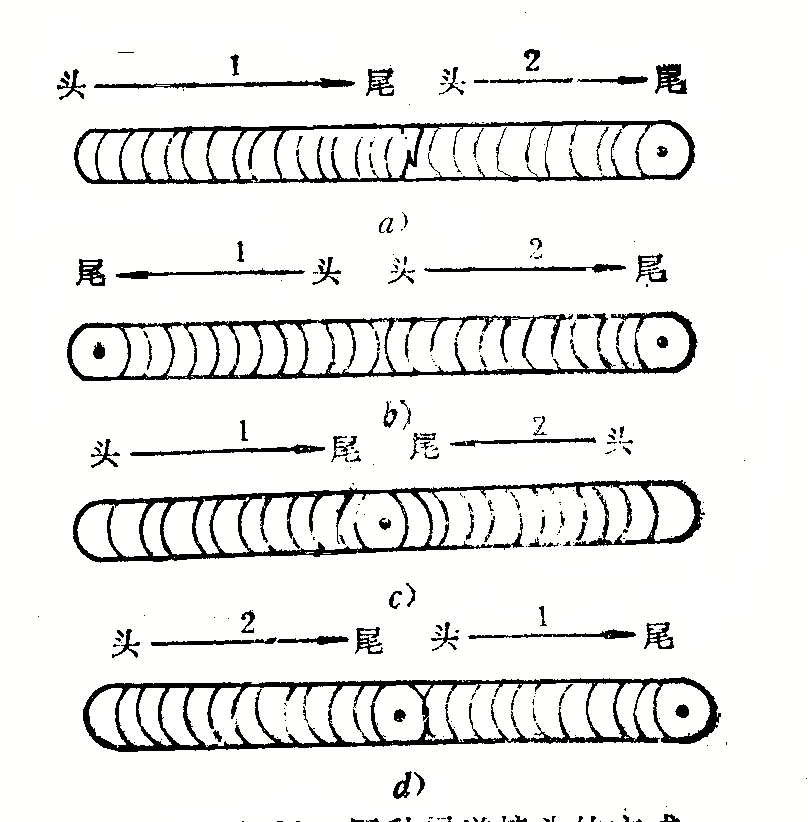 头 1 尾 头 2 尾
a)
尾 1 头 头 2 尾
b)
头 1 尾 尾 2 头
c)
头 2 尾 头 1 尾
d)